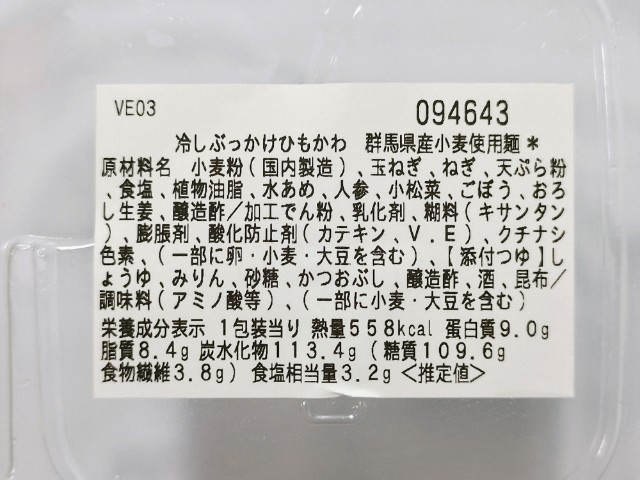 VE03
094643
冷しぶっかけひもかわ 群馬県産小麦使用麺*
原材料名 小麦粉(国内製造)、玉ねぎ、ねぎ、天ぷら粉
、食塩、植物油脂、水あめ、人参、小松菜、ごぼう、おろ
し生姜、醸造酢/加工でん粉、乳化剤、糊料(キサンタン
)、膨脹剤、酸化防止剤(カテキン、V.E)、クチナシ
色素、(一部に卵・小麦・大豆を含む)、【添付つゆ】し
ょうゆ、みりん、砂糖、かつおぶし、醸造酢、酒、昆布/
調味料(アミノ酸等)、(一部に小麦・大豆を含む)
栄養成分表示 1包装当り 熱量558kcal 蛋白質9.0g
脂質8.4g 炭水化物113.4g(糖質109.6g
食物繊維3.8g) 食塩相当量3.2g <推定値>